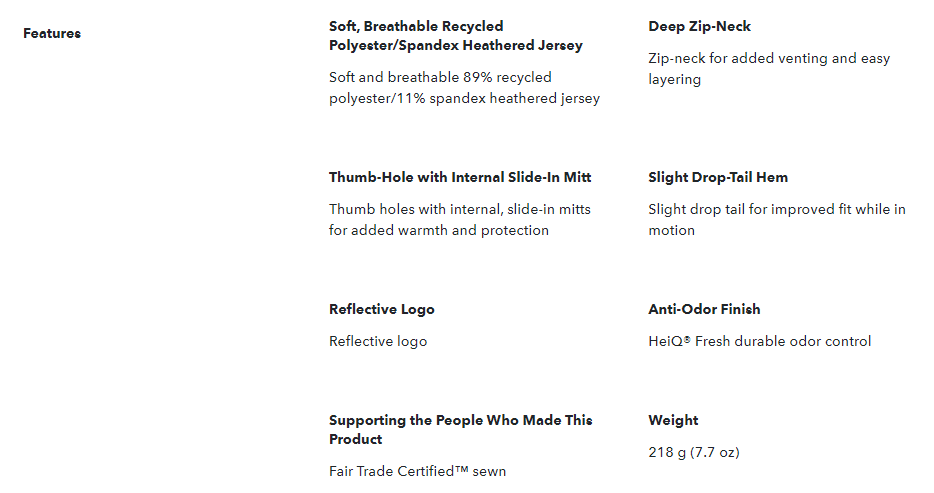 Features
Soft, Breathable Recycled
Polyester/Spandex Heathered Jersey
Soft and breathable 89% recycled
polyester/11% spandex heathered jersey
Deep Zip-Neck
Zip-neck for added venting and easy
layering
Thumb-Hole with Internal Slide-In Mitt
Thumb holes with internal, slide-in mitts
for added warmth and protection
Slight Drop-Tail Hem
Slight drop tail for improved fit while in
motion
Reflective Logo
Reflective logo
Anti-Odor Finish
HeiQ® Fresh durable odor control
Supporting the People Who Made This
Product
Fair Trade Certified™ sewn
Weight
218 g (7.7 oz)